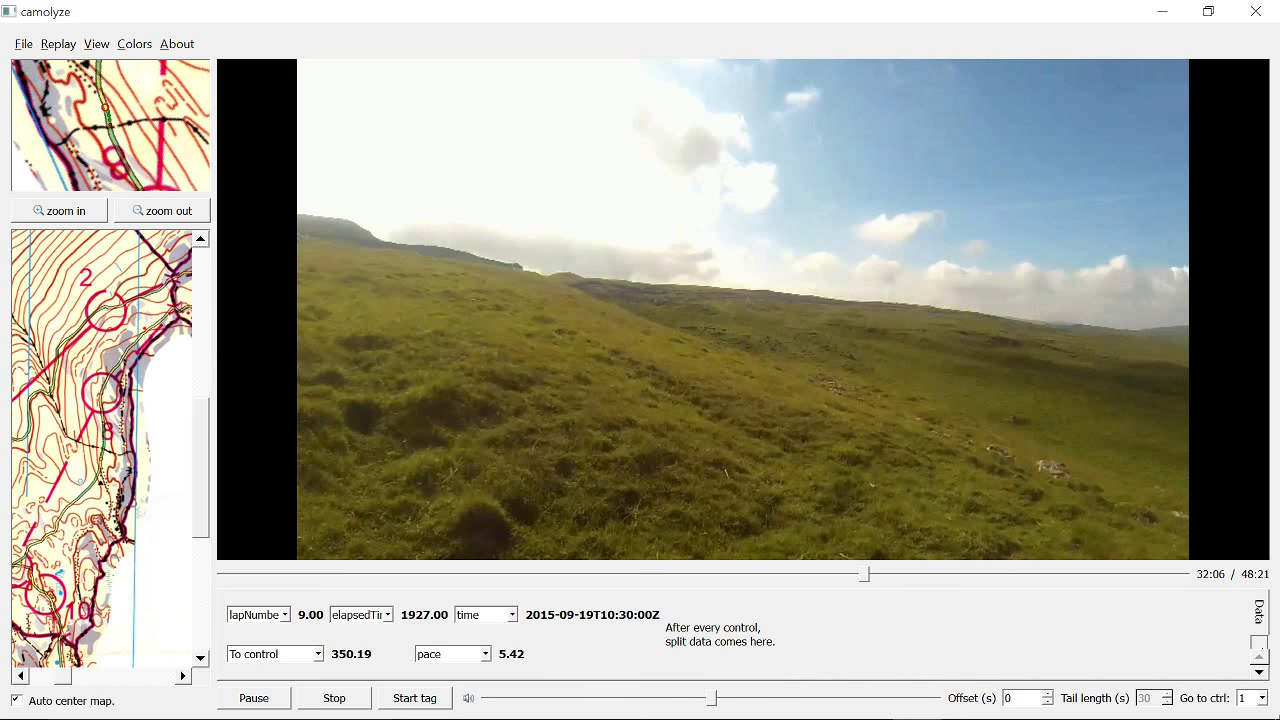 camolyze
File Replay View Colors About
8
zoom in zoom out
2
8
10
32:06 / 48:21
lapNumbe 9.00 elapsedTi 1927.00 time 2015-09-19T10:30:00Z
After every control,
split data comes here.
Data
To control 350.19 pace 5.42
Auto center map.
Pause Stop Start tag Offset (s) 0 Tail length (s) 30 Go to ctrl: 1